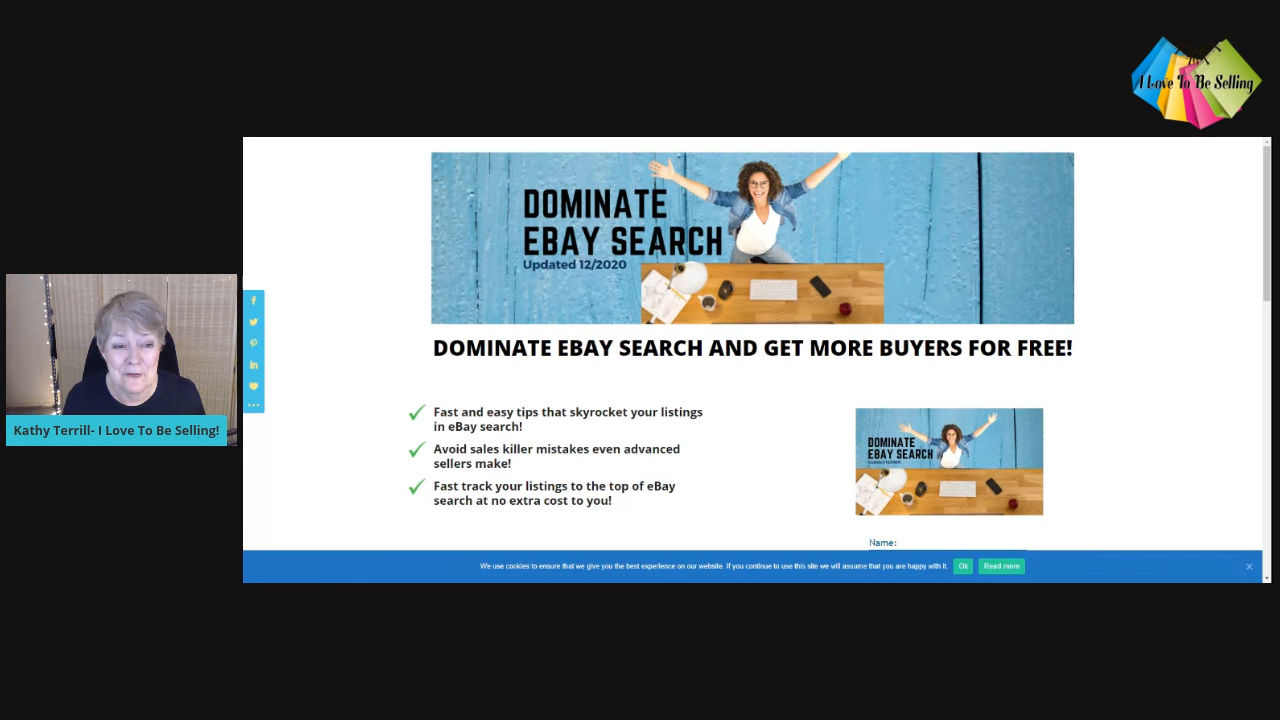 I Love To Be Selling
DOMINATE
EBAY SEARCH
Updated 12/2020
DOMINATE EBAY SEARCH AND GET MORE BUYERS FOR FREE!
Kathy Terrill- I Love To Be Selling!
Fast and easy tips that skyrocket your listings
in eBay search!
Avoid sales killer mistakes even advanced
sellers make!
Fast track your listings to the top of eBay
search at no extra cost to you!
DOMINATE
EBAY SEARCH
Updated 12/2020
Name:
We use cookies to ensure that we give you the best experience on our website. If you continue to use this site we will assume that you are happy with it.
Ok
Read more